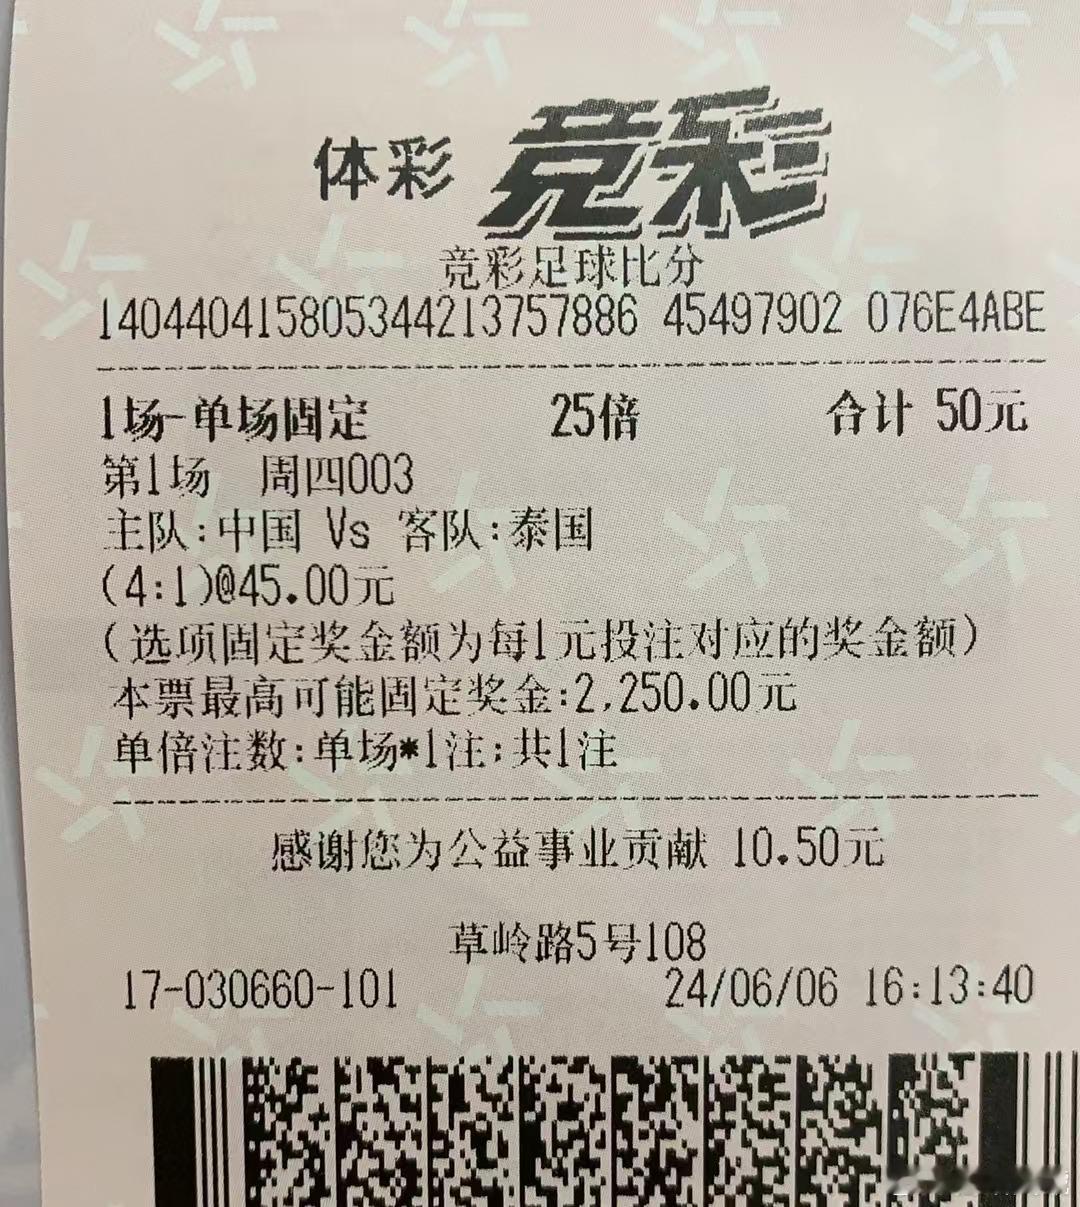 体彩 竞彩
竞彩足球比分
140440415805344213757886 45497902 076E4ABE
1场-单场固定 25倍 合计 50元
第1场 周四003
主队:中国 Vs 客队:泰国
(4:1)@45.00元
(选项固定奖金额为每1元投注对应的奖金额)
本票最高可能固定奖金:2,250.00元
单倍注数:单场*1注;共1注
感谢您为公益事业贡献 10.50元
草岭路5号108
17-030660-101 24/06/06 16:13:40